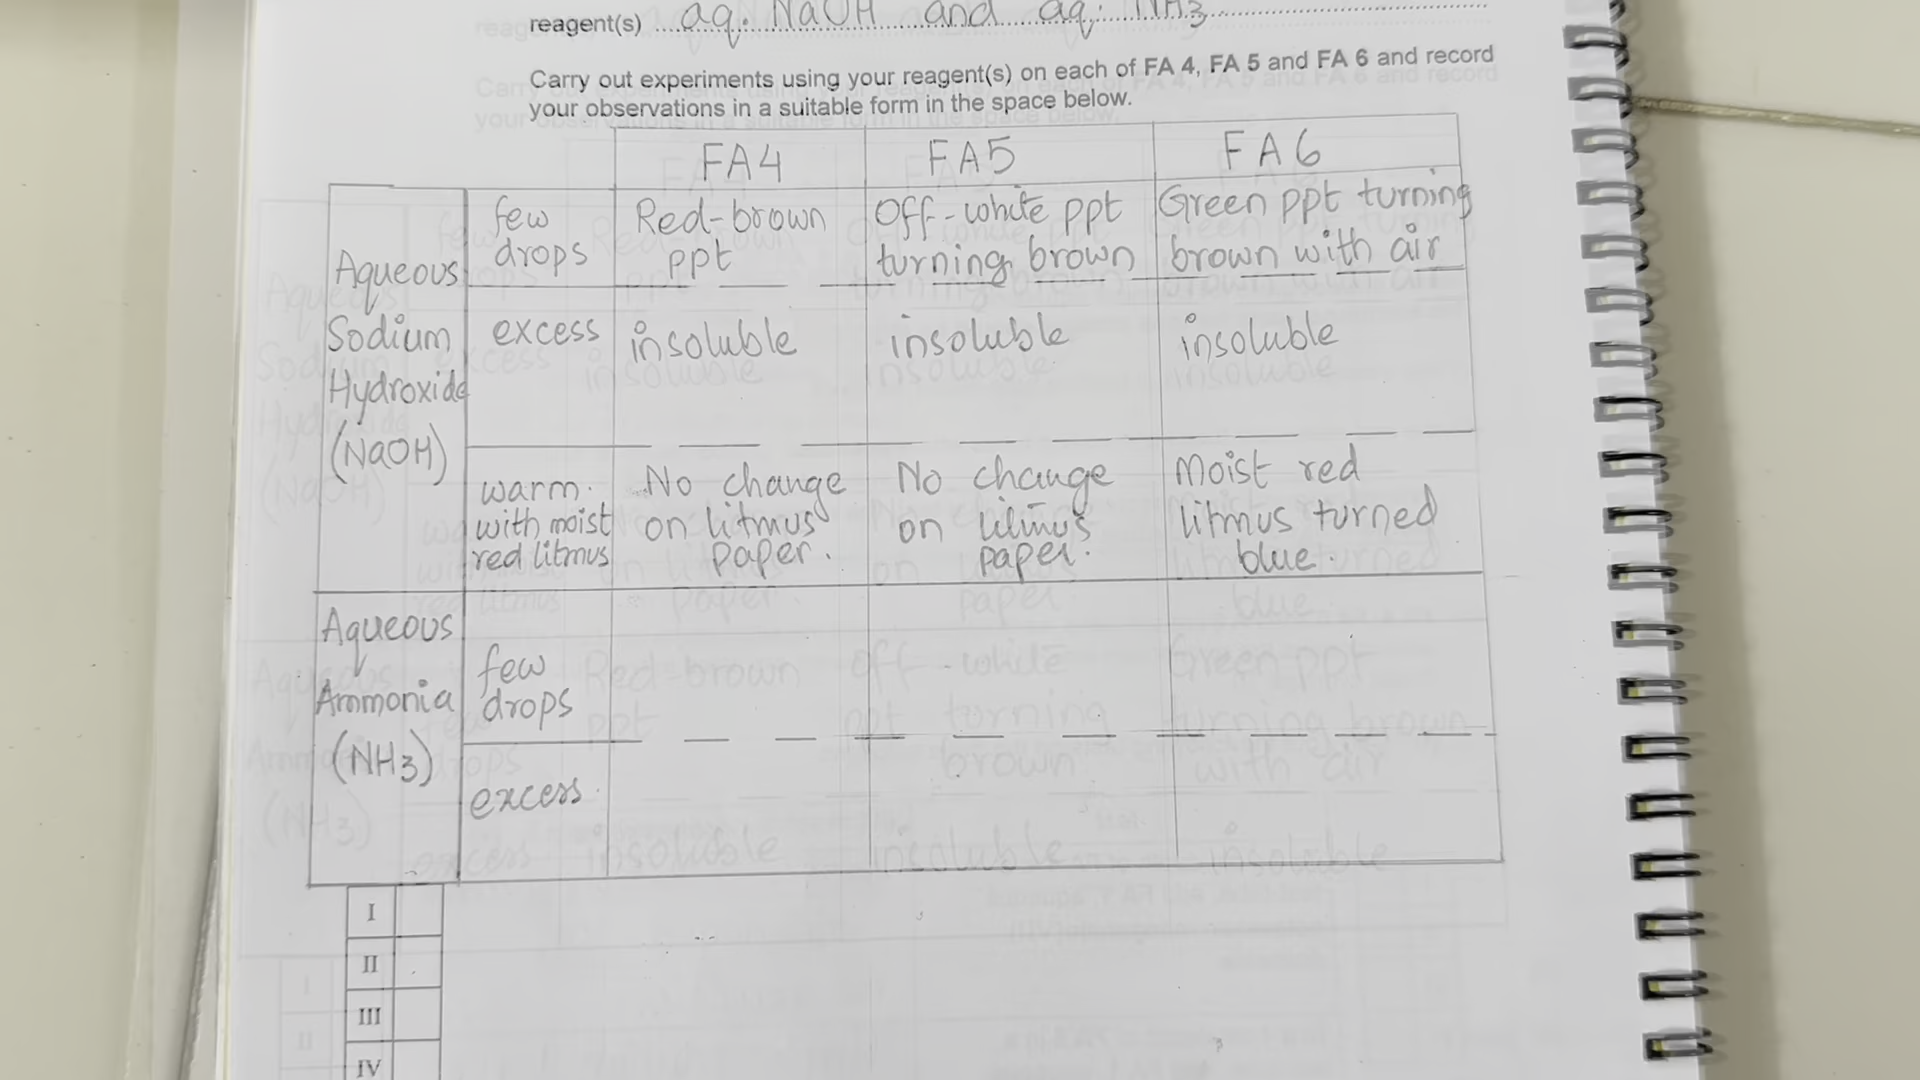 reagent(s) aq. NaOH and aq. NH3
Carry out experiments using your reagent(s) on each of FA 4, FA 5 and FA 6 and record
your observations in a suitable form in the space below.
FA4 FA5 FA6
Aqueous Sodium Hydroxide (NaOH)
few drops
Red-brown ppt
Off-white ppt turning brown
Green ppt turning brown with air
excess insoluble insoluble insoluble
warm with moist red litmus
No change on litmus paper.
No change on litmus paper.
Moist red litmus turned blue.
Aqueous Ammonia (NH3)
few drops
excess
I
II
III
IV